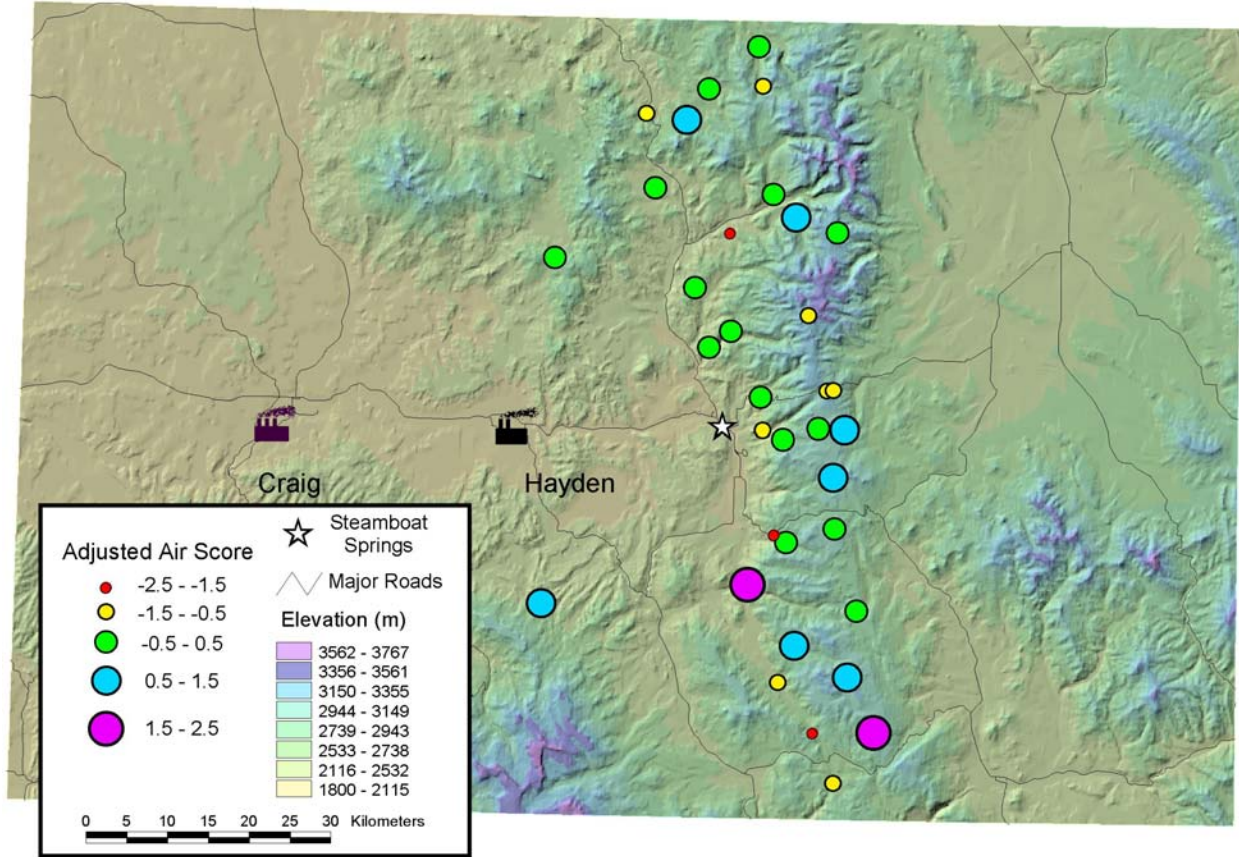 Craig
Hayden
Adjusted Air Score
-2.5 - -1.5
-1.5 - -0.5
-0.5 - 0.5
0.5 - 1.5
1.5 - 2.5
Steamboat
Springs
Major Roads
Elevation (m)
3562 - 3767
3356 - 3561
3150 - 3355
2944 - 3149
2739 - 2943
2533 - 2738
2116 - 2532
1800 - 2115
0 5 10 15 20 25 30 Kilometers